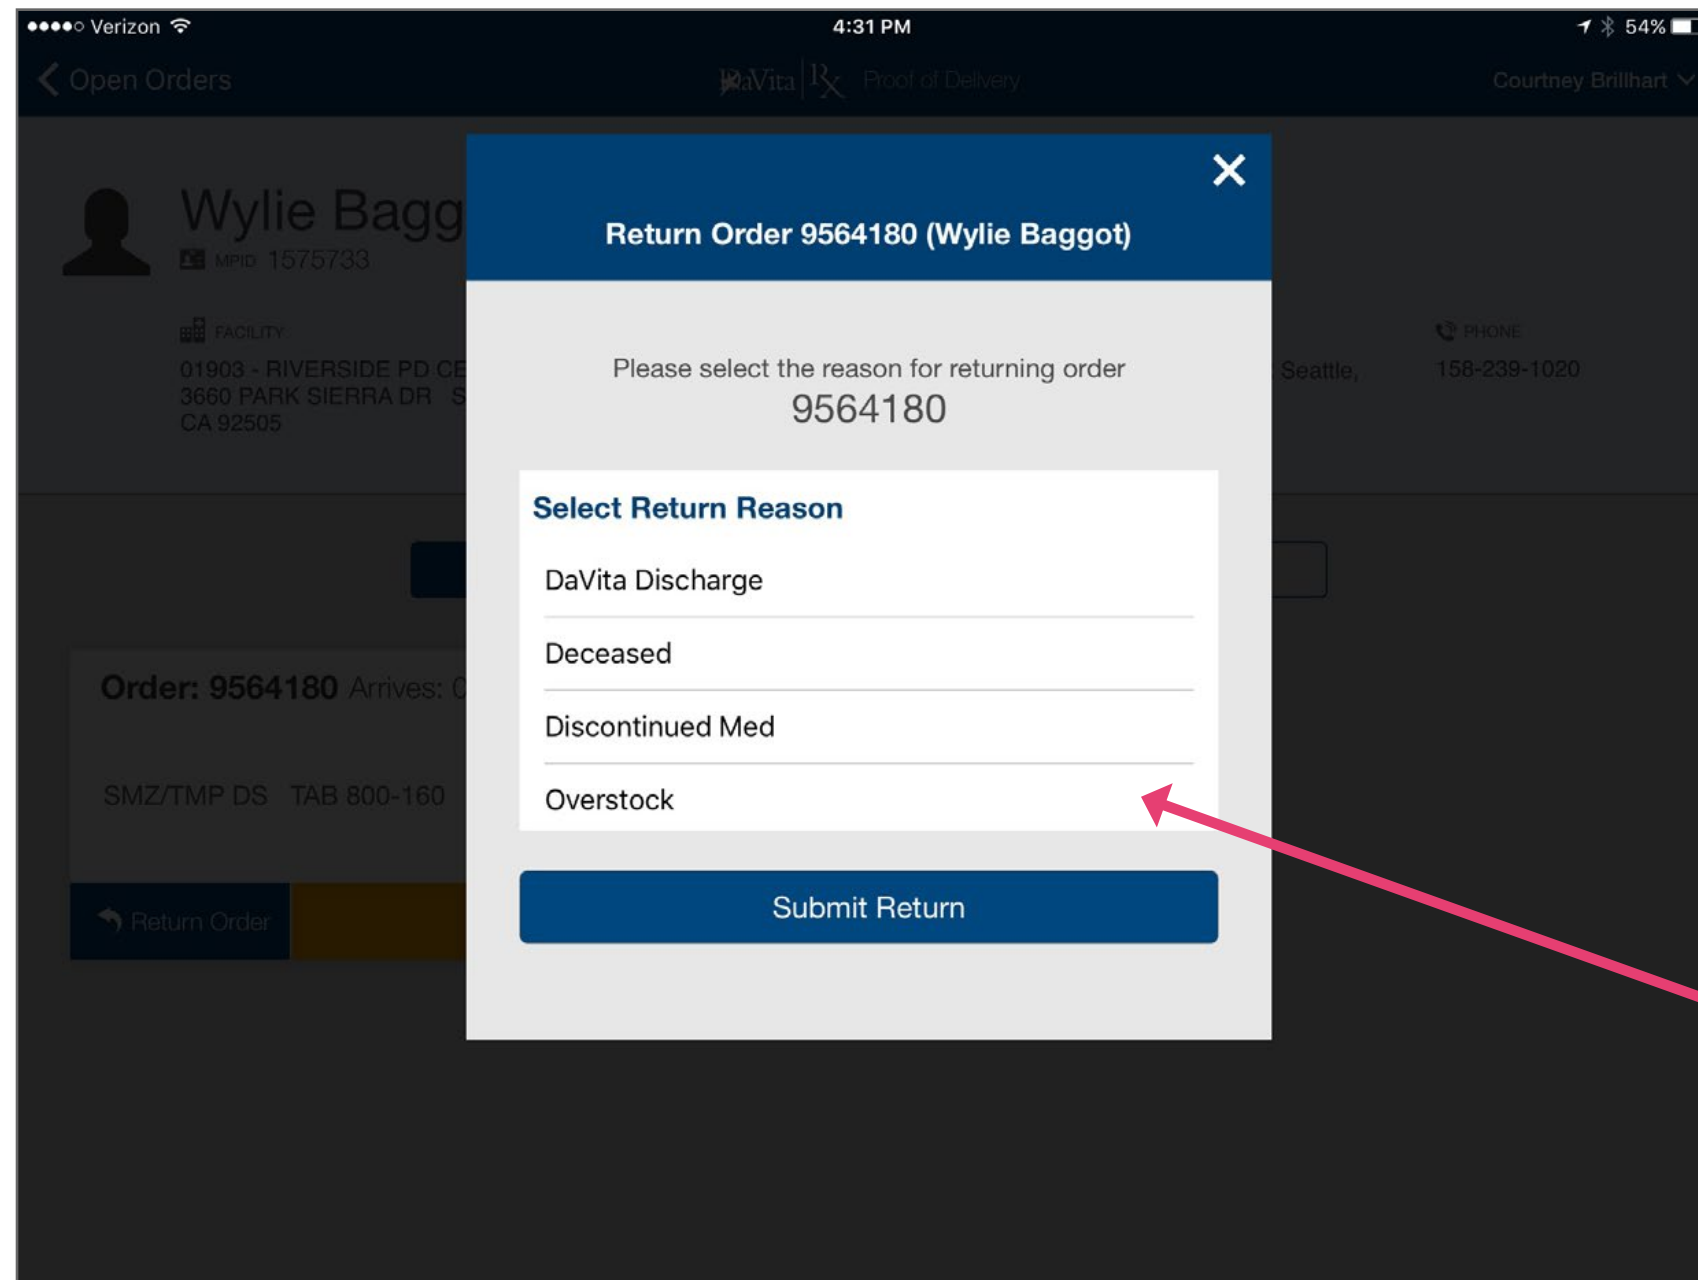 Verizon 4:31 PM 54%
Open Orders DaVita Rx Proof of Delivery Courtney Brillhart
Wylie Bagg
MPID 1575733
FACILITY
01903 - RIVERSIDE PD CE
3660 PARK SIERRA DR S
CA 92505
Return Order 9564180 (Wylie Baggot)
Please select the reason for returning order
9564180
Select Return Reason
DaVita Discharge
Deceased
Discontinued Med
Overstock
Submit Return
Seattle,
PHONE
158-239-1020
Order: 9564180 Arrives: 0
SMZ/TMP DS TAB 800-160
Return Order